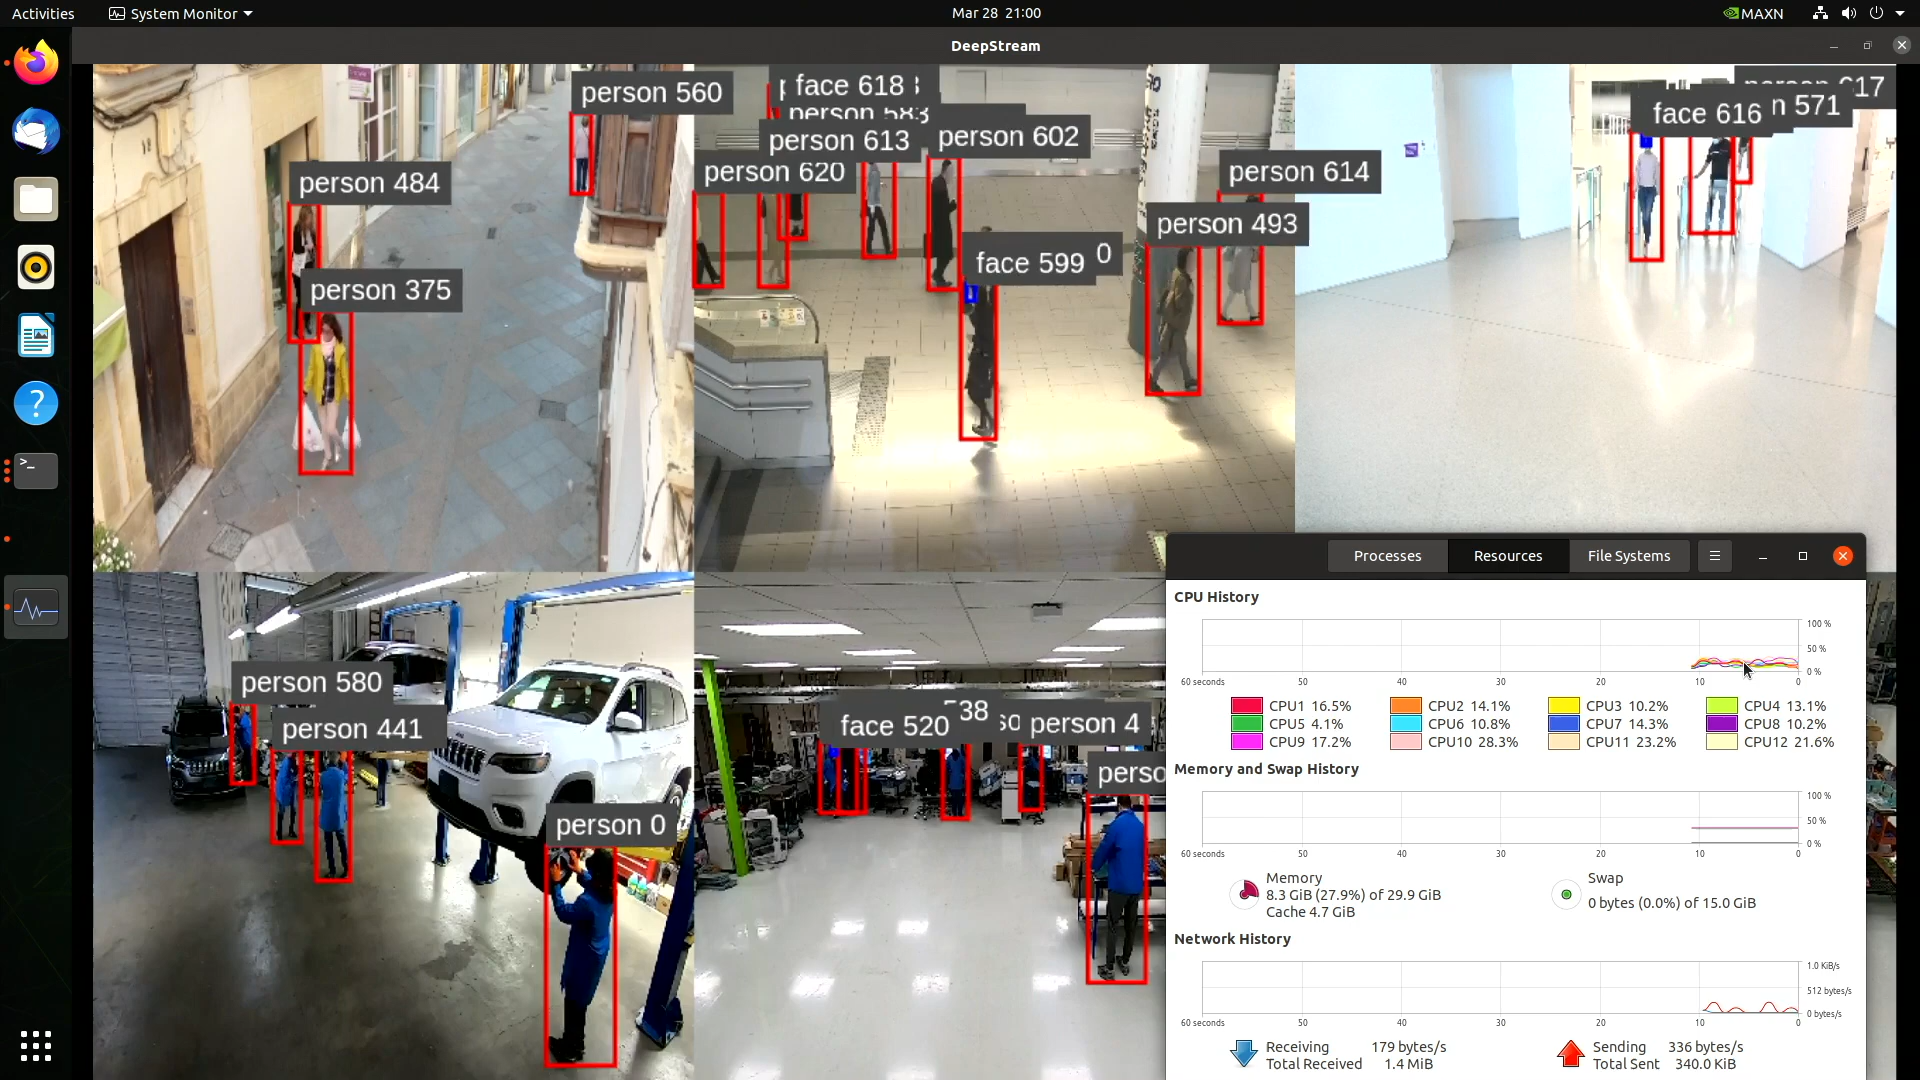 Activities
System Monitor
Mar 28 21:00
MAXN
DeepStream
person 560
person 484
person 375
face 618
person 583
person 613
person 602
person 620
person 614
person 493
face 599
0
617
face 616
n 571
person 580
person 441
person 0
face 520
538
person 4
perso
Processes
Resources
File Systems
CPU History
100 %
50 %
0 %
60 seconds 50 40 30 20 10 0
CPU1 16.5% CPU2 14.1% CPU3 10.2% CPU4 13.1%
CPU5 4.1% CPU6 10.8% CPU7 14.3% CPU8 10.2%
CPU9 17.2% CPU10 28.3% CPU11 23.2% CPU12 21.6%
Memory and Swap History
100 %
50 %
0 %
60 seconds 50 40 30 20 10 0
Memory
8.3 GiB (27.9%) of 29.9 GiB
Cache 4.7 GiB
Swap
0 bytes (0.0%) of 15.0 GiB
Network History
1.0 KiB/s
512 bytes/s
0 bytes/s
60 seconds 50 40 30 20 10 0
Receiving 179 bytes/s
Total Received 1.4 MiB
Sending 336 bytes/s
Total Sent 340.0 KiB